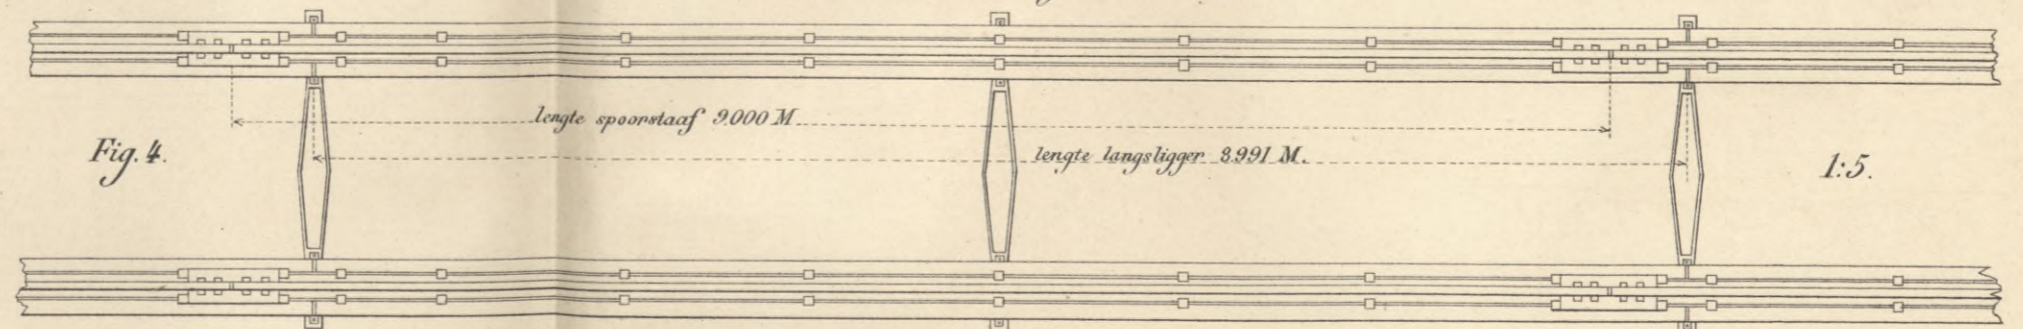 lengte spoorstaaf 9.000 M
Fig. 4.
lengte langsligger 8.991 M.
1:5.